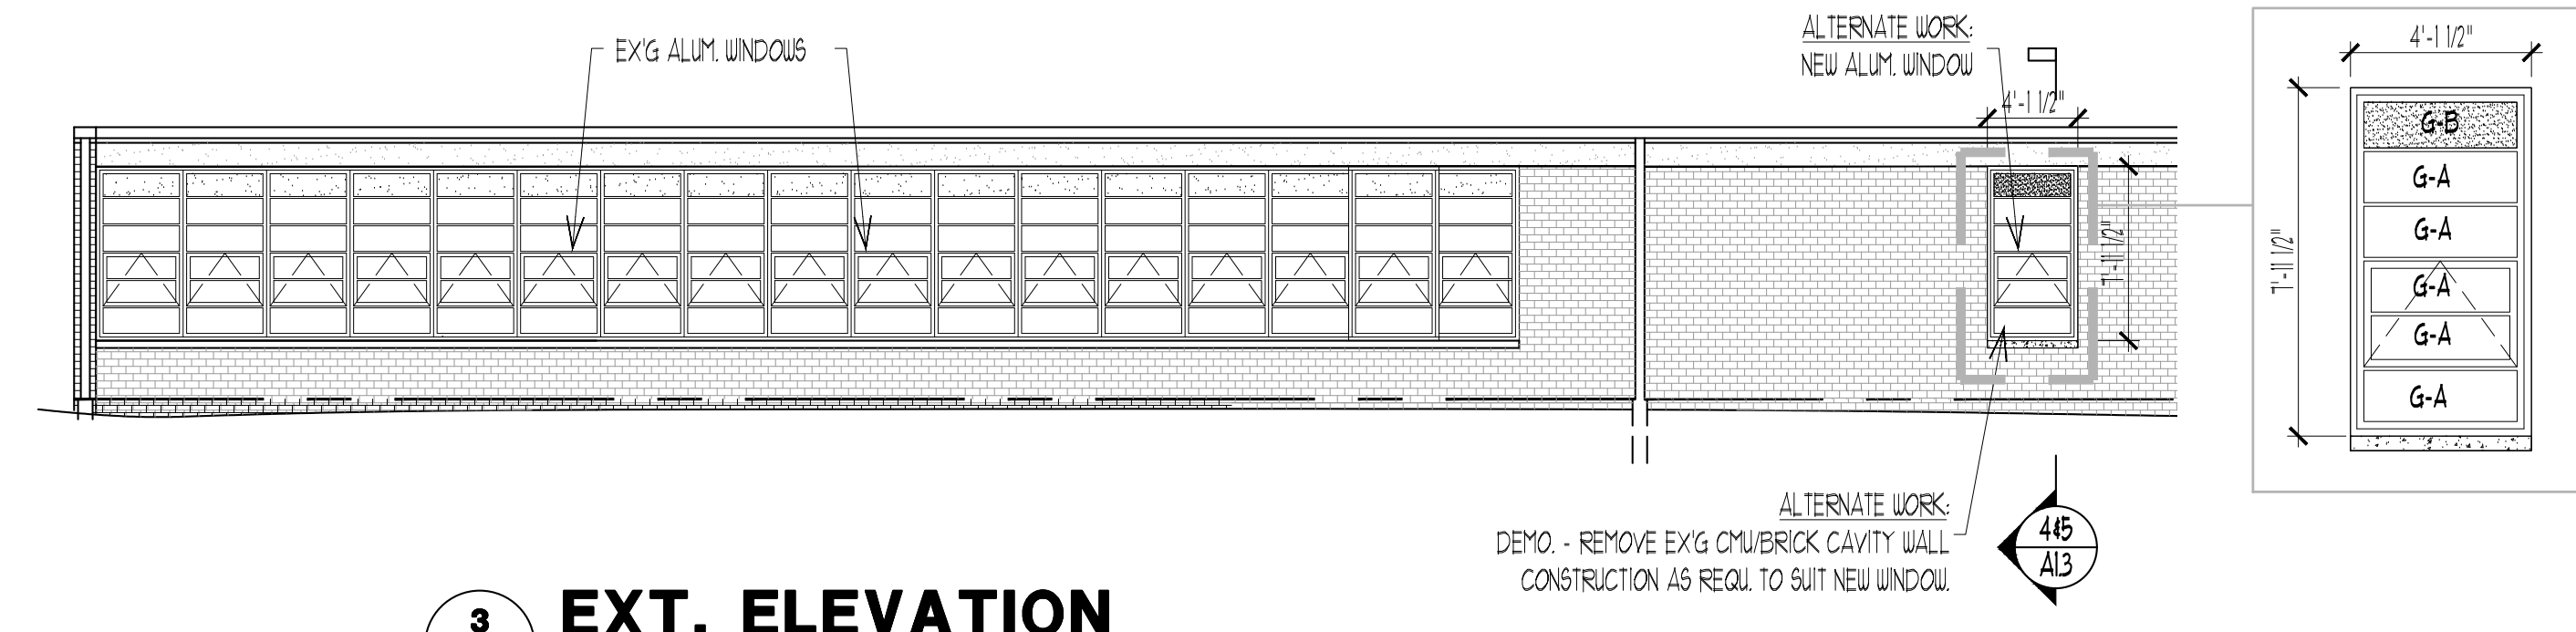 EX'G ALUM. WINDOWS
ALTERNATE WORK:
NEW ALUM. WINDOW
4'-1 1/2"
7'-11 1/2"
4'-1 1/2"
7'-11 1/2"
G-B
G-A
G-A
G-A
G-A
G-A
ALTERNATE WORK:
DEMO. - REMOVE EX'G CMU/BRICK CAVITY WALL
CONSTRUCTION AS REQU. TO SUIT NEW WINDOW.
4&5
A1.3
3
EXT. ELEVATION